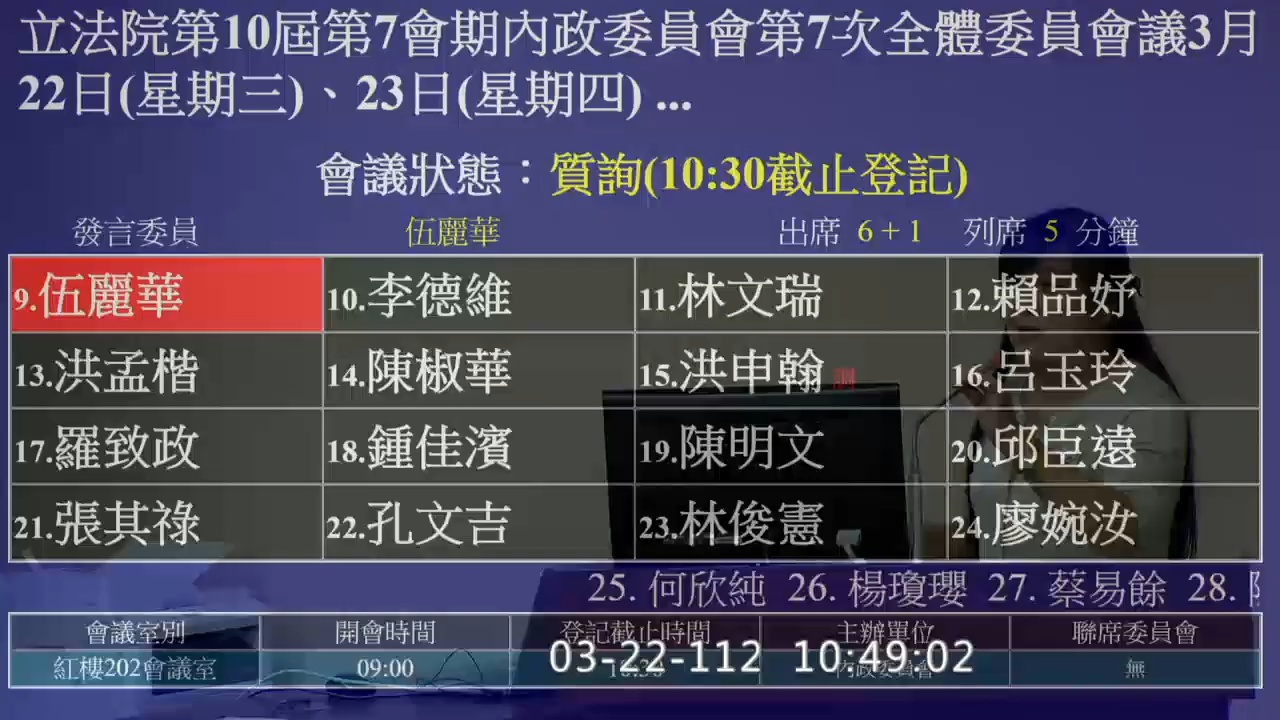 立法院第10屆第7會期內政委員會第7次全體委員會議3月
22日(星期三)、23日(星期四) ...
會議狀態：質詢(10:30截止登記)
發言委員 伍麗華 出席 6 + 1 列席 5 分鐘
9.伍麗華 10.李德維 11.林文瑞 12.賴品妤
13.洪孟楷 14.陳椒華 15.洪申翰 16.呂玉玲
17.羅致政 18.鍾佳濱 19.陳明文 20.邱臣遠
21.張其祿 22.孔文吉 23.林俊憲 24.廖婉汝
25. 何欣純 26. 楊瓊瓔 27. 蔡易餘 28.
會議室別 開會時間 登記截止時間 主辦單位 聯席委員會
紅樓202會議室 09:00 10:30 內政委員會 無
03-22-112 10:49:02